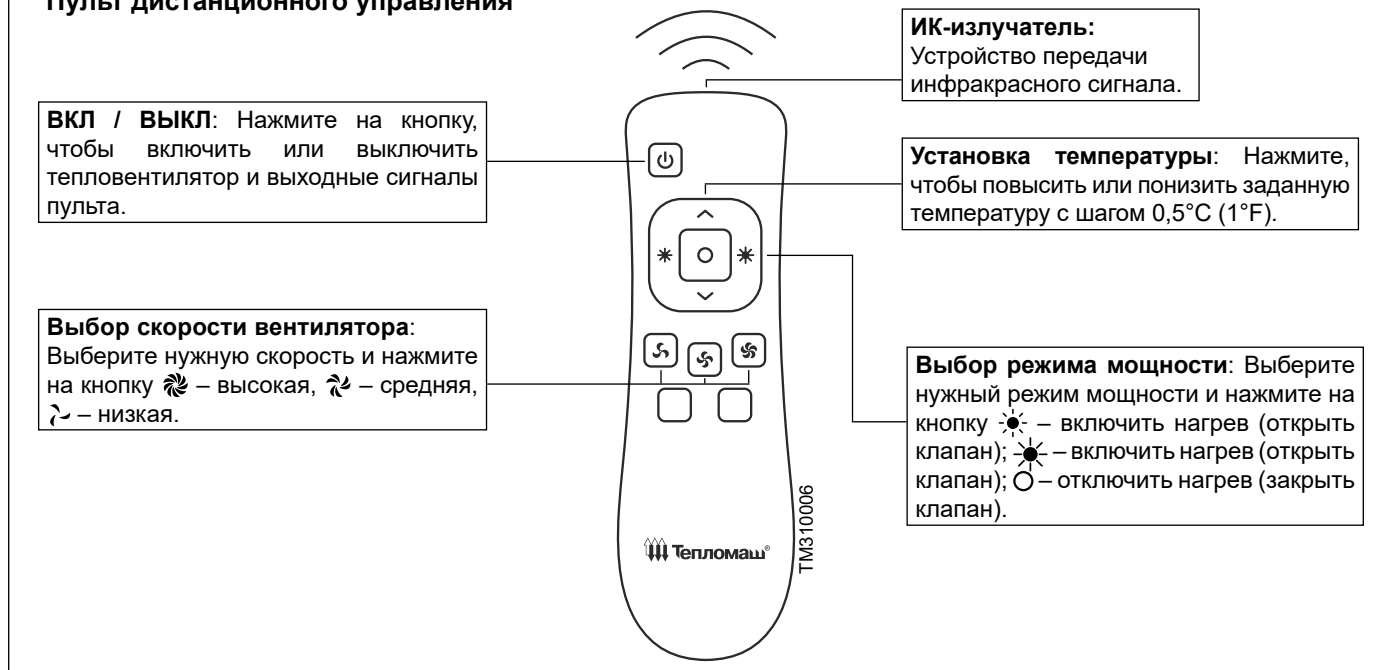 Пульт дистанционного управления
ИК-излучатель:
Устройство передачи
инфракрасного сигнала.
ВКЛ / ВЫКЛ: Нажмите на кнопку,
чтобы включить или выключить
тепловентилятор и выходные сигналы
пульта.
Установка температуры: Нажмите,
чтобы повысить или понизить заданную
температуру с шагом 0,5°C (1°F).
Выбор скорости вентилятора:
Выберите нужную скорость и нажмите
на кнопку – высокая, – средняя,
– низкая.
Выбор режима мощности: Выберите
нужный режим мощности и нажмите на
кнопку – включить нагрев (открыть
клапан); – включить нагрев (открыть
клапан); – отключить нагрев (закрыть
клапан).
Тепломаш®
TM310006